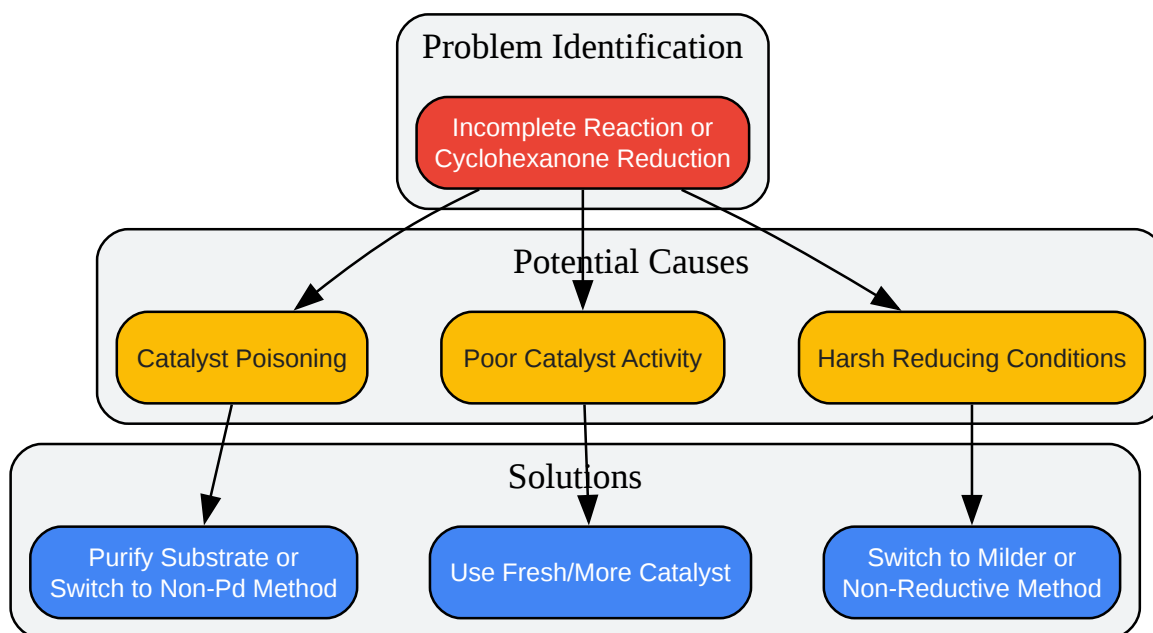 Problem Identification
Incomplete Reaction or
Cyclohexanone Reduction
Potential Causes
Catalyst Poisoning
Poor Catalyst Activity
Harsh Reducing Conditions
Solutions
Purify Substrate or
Switch to Non-Pd Method
Use Fresh/More Catalyst
Switch to Milder or
Non-Reductive Method